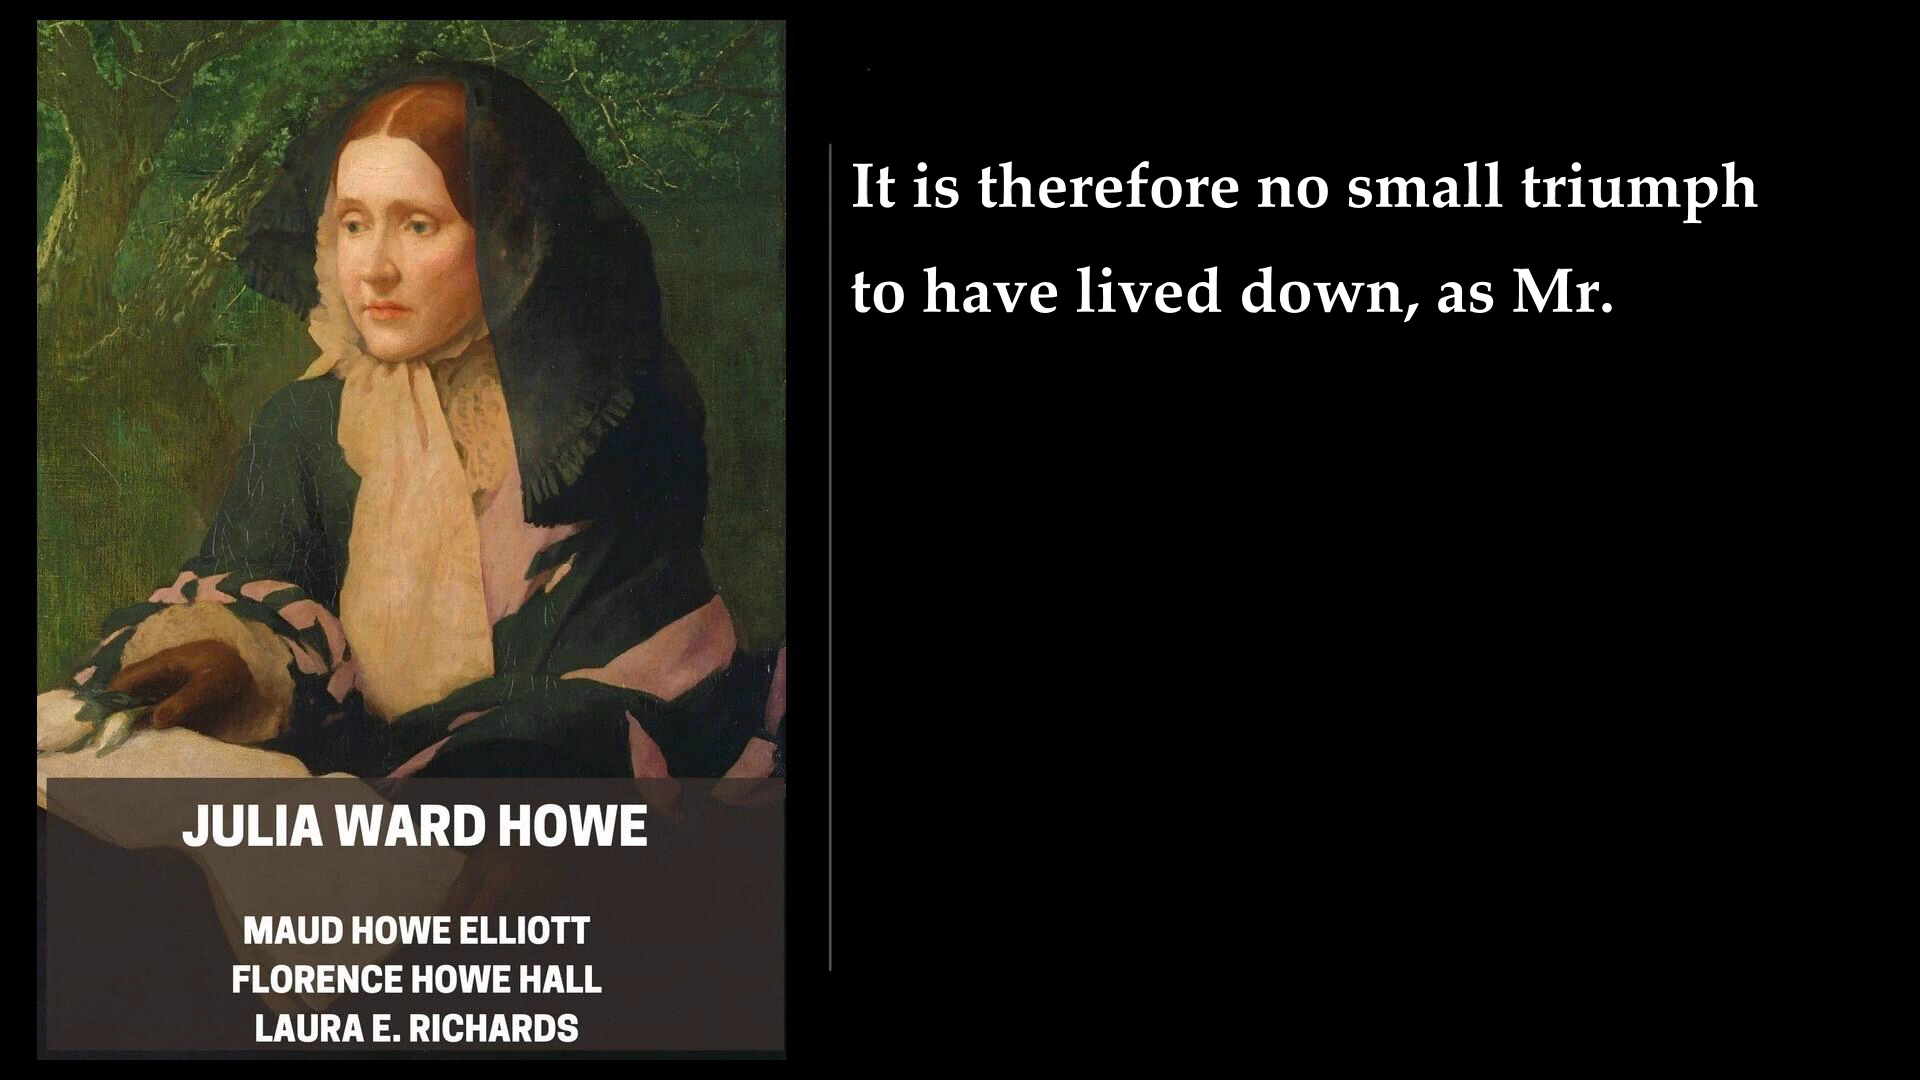 JULIA WARD HOWE
MAUD HOWE ELLIOTT
FLORENCE HOWE HALL
LAURA E. RICHARDS
It is therefore no small triumph
to have lived down, as Mr.